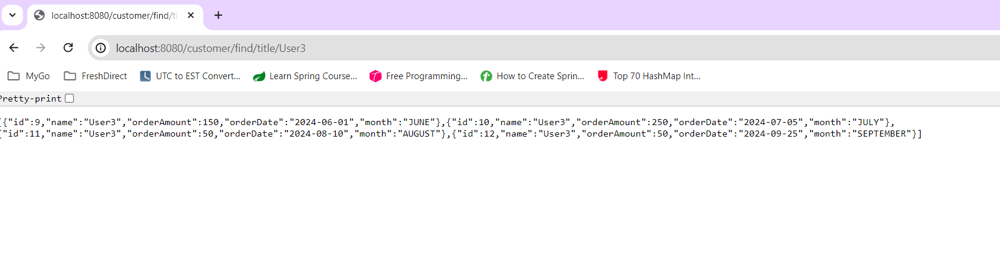 localhost:8080/customer/find/ti
localhost:8080/customer/find/title/User3
MyGo FreshDirect UTC to EST Convert... Learn Spring Course... Free Programming... How to Create Sprin... Top 70 HashMap Int...
Pretty-print
[{"id":9,"name":"User3","orderAmount":150,"orderDate":"2024-06-01","month":"JUNE"},{"id":10,"name":"User3","orderAmount":250,"orderDate":"2024-07-05","month":"JULY"},
{"id":11,"name":"User3","orderAmount":50,"orderDate":"2024-08-10","month":"AUGUST"},{"id":12,"name":"User3","orderAmount":50,"orderDate":"2024-09-25","month":"SEPTEMBER"}]